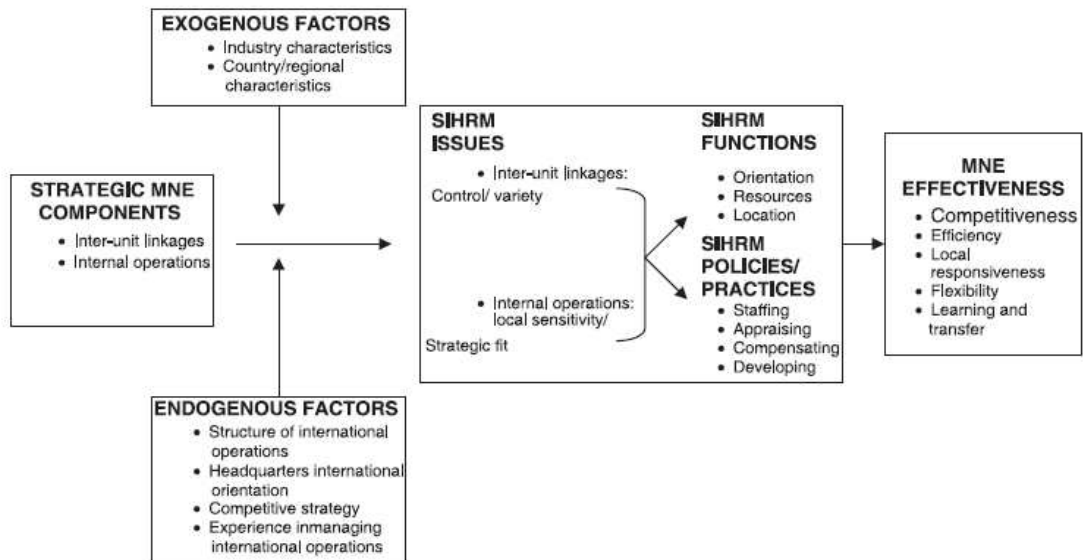 EXOGENOUS FACTORS
• Industry characteristics
• Country/regional
characteristics
STRATEGIC MNE
COMPONENTS
• Inter-unit linkages
• Internal operations
SIHRM
ISSUES
• Inter-unit linkages:
Control/ variety
• Internal operations:
local sensitivity/
Strategic fit
SIHRM
FUNCTIONS
• Orientation
• Resources
• Location
SIHRM
POLICIES/
PRACTICES
• Staffing
• Appraising
• Compensating
• Developing
MNE
EFFECTIVENESS
• Competitiveness
• Efficiency
• Local
responsiveness
• Flexibility
• Learning and
transfer
ENDOGENOUS FACTORS
• Structure of international
operations
• Headquarters international
orientation
• Competitive strategy
• Experience inmanaging
international operations